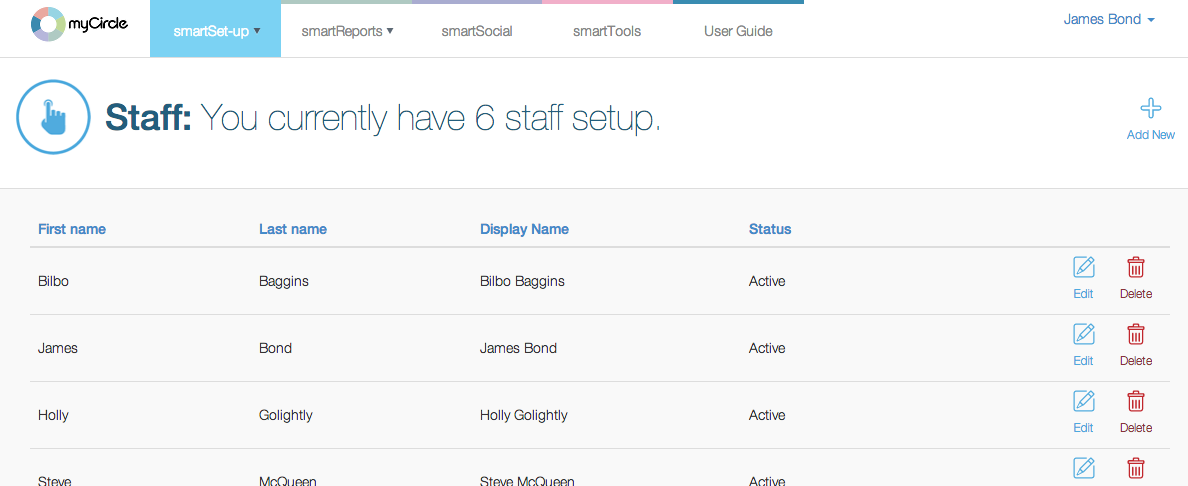 myCircle smartSet-up ▾ smartReports ▾ smartSocial smartTools User Guide James Bond
Staff: You currently have 6 staff setup.
Add New
First name Last name Display Name Status
Bilbo Baggins Bilbo Baggins Active Edit Delete
James Bond James Bond Active Edit Delete
Holly Golightly Holly Golightly Active Edit Delete
Steve McQueen Steve McQueen Active